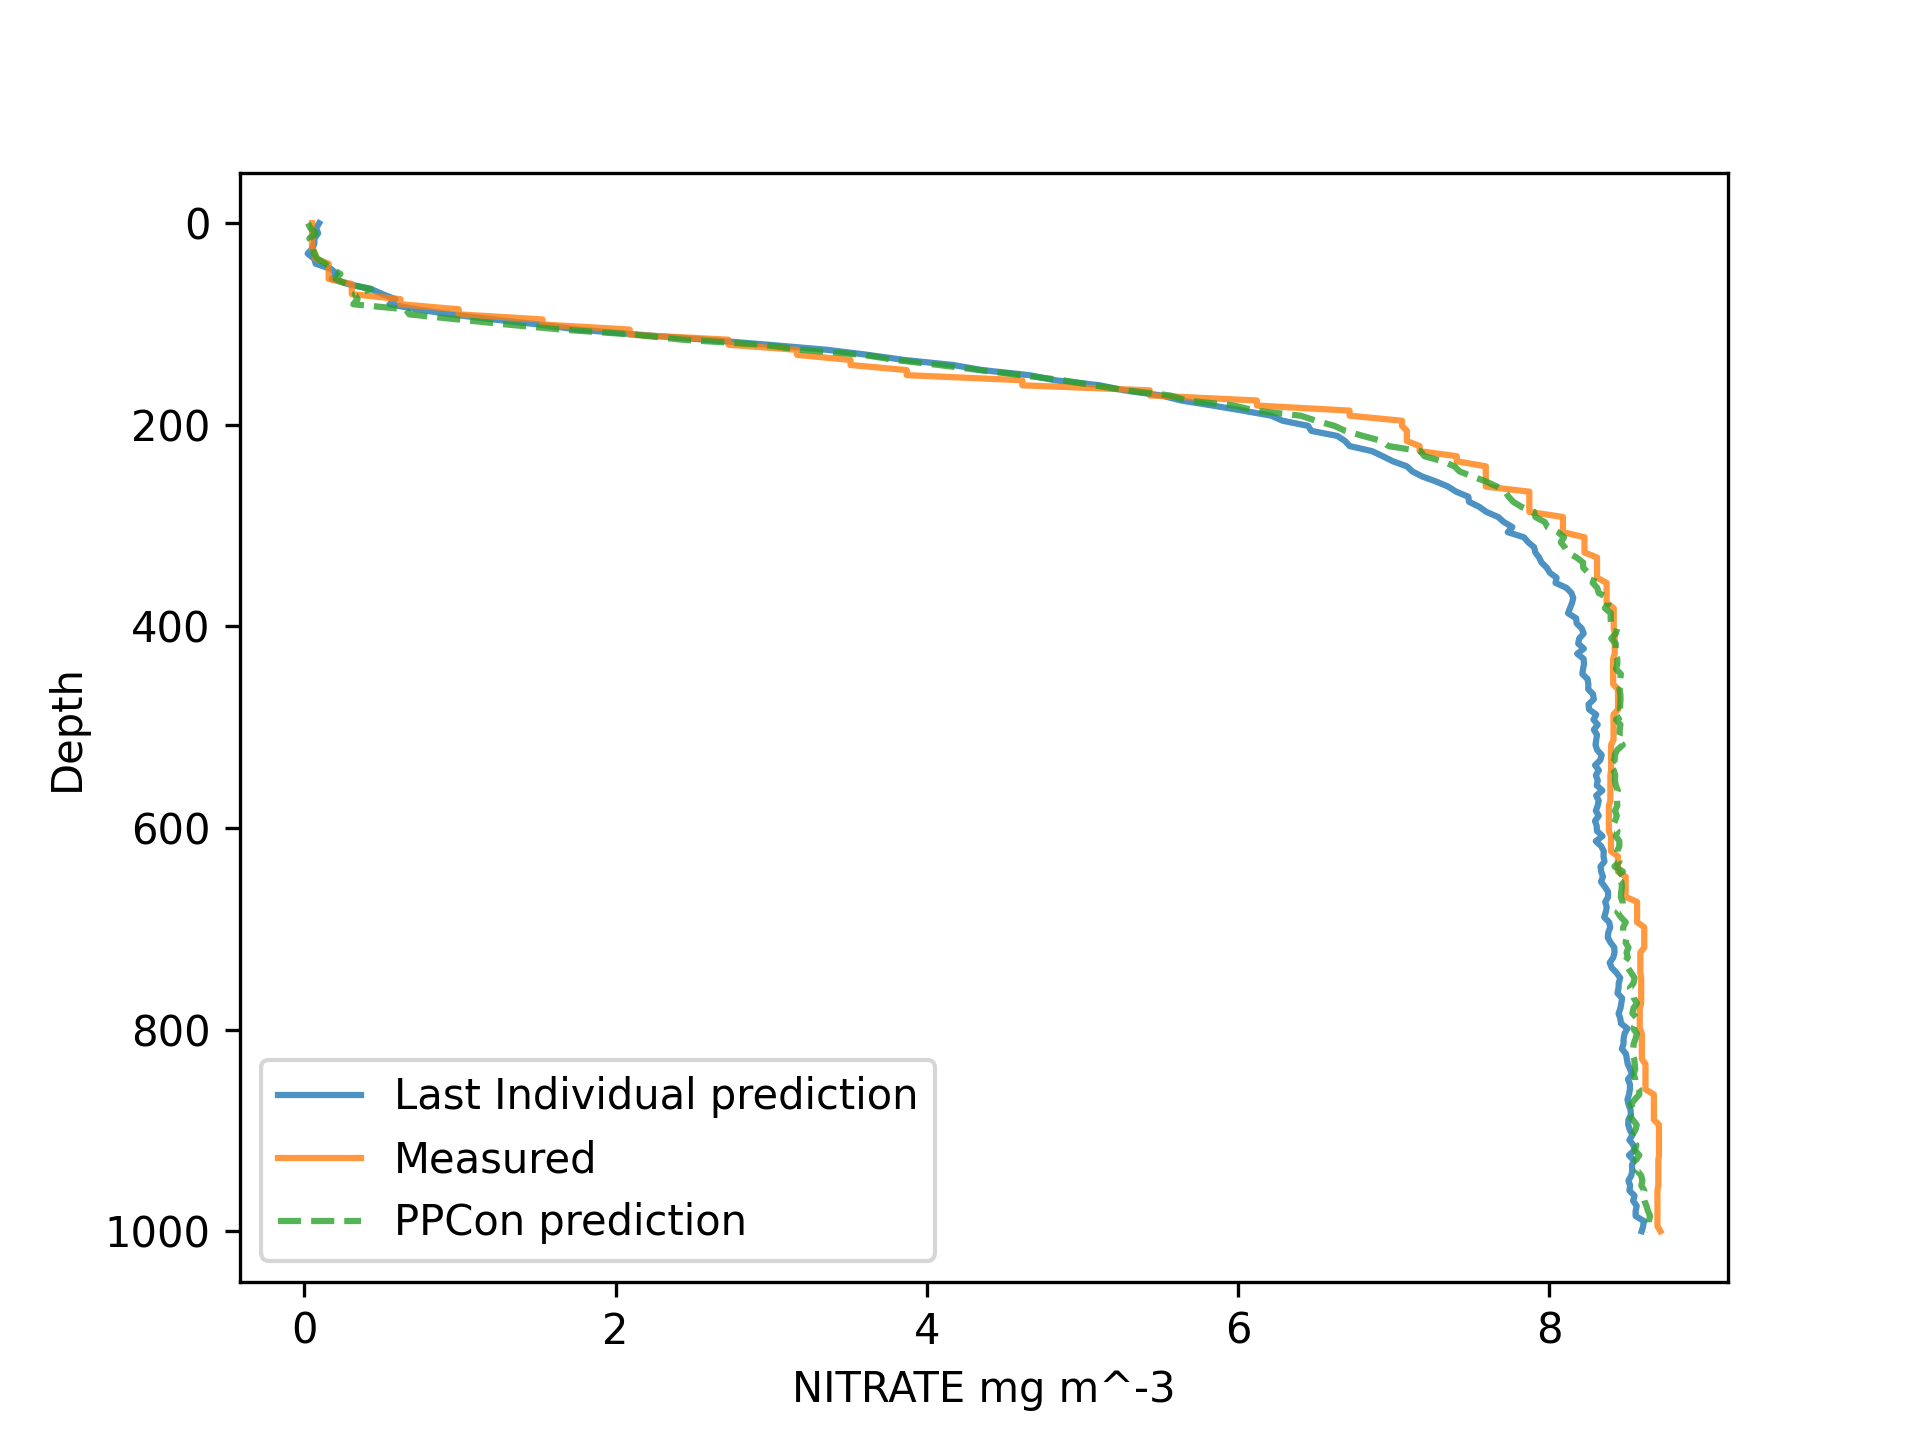 0
200
400
600
800
1000
Depth
Last Individual prediction
Measured
PPCon prediction
0 2 4 6 8
NITRATE mg m^-3